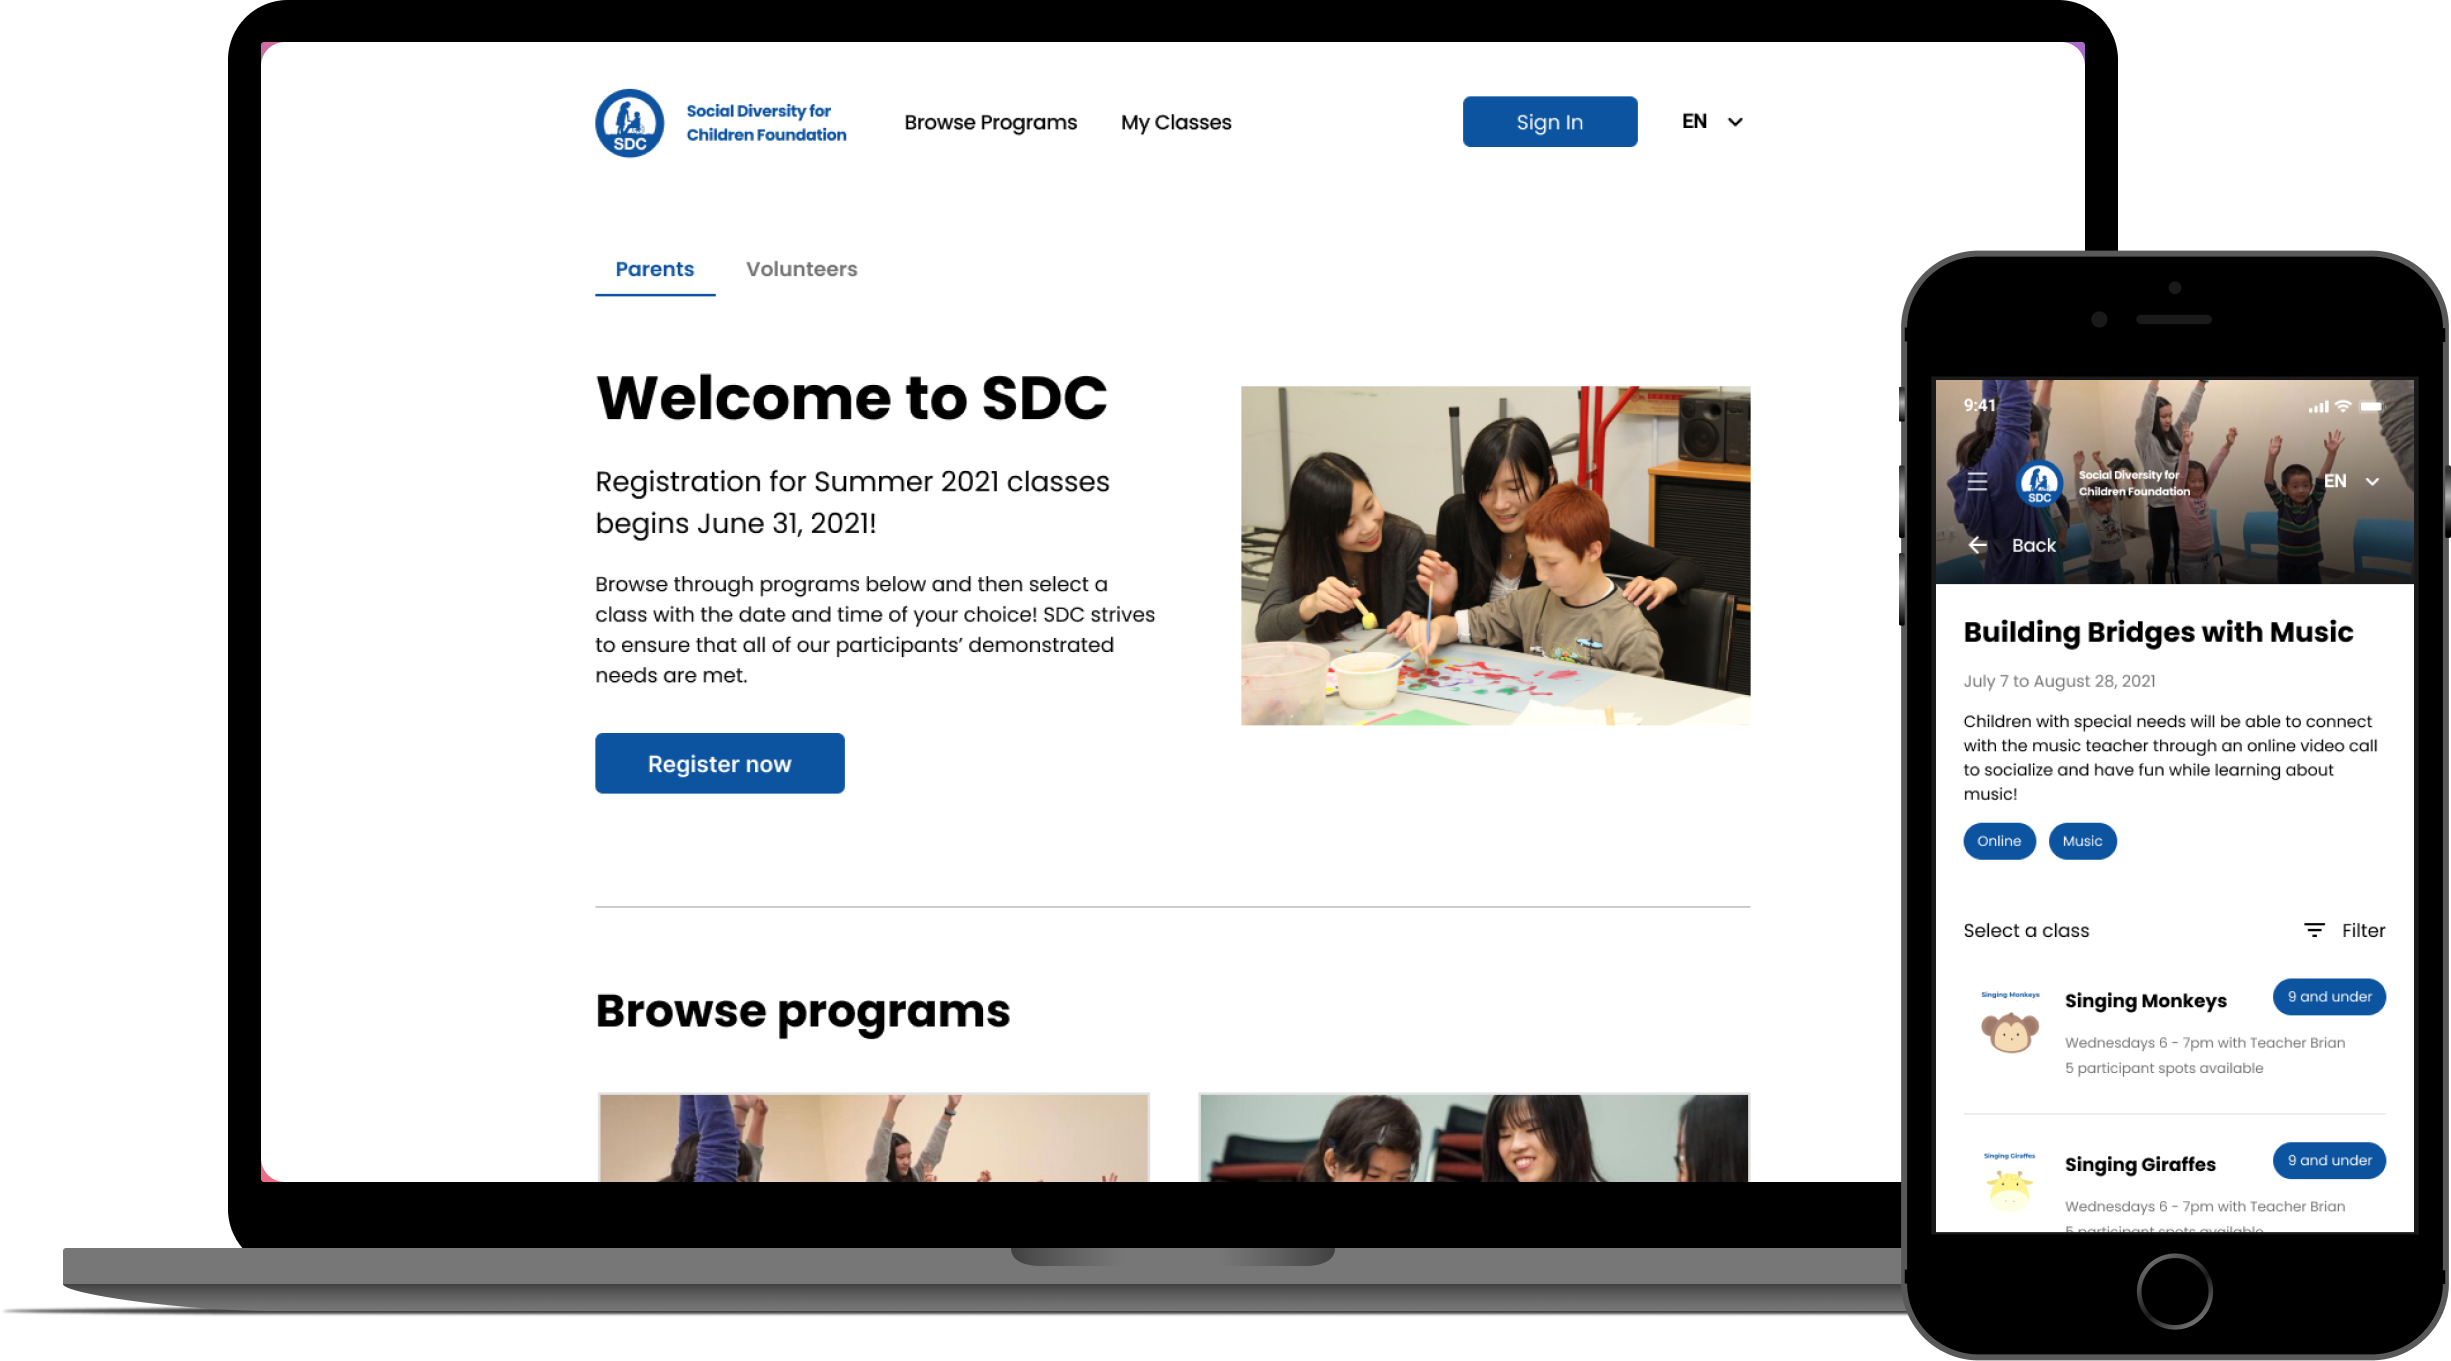 SDC
Social Diversity for
Children Foundation
Browse Programs
My Classes
Sign In
EN
Parents
Volunteers
Welcome to SDC
Registration for Summer 2021 classes
begins June 31, 2021!
Browse through programs below and then select a
class with the date and time of your choice! SDC strives
to ensure that all of our participants’ demonstrated
needs are met.
Register now
Browse programs
9:41
SDC
Social Diversity for
Children Foundation
EN
Back
Building Bridges with Music
July 7 to August 28, 2021
Children with special needs will be able to connect
with the music teacher through an online video call
to socialize and have fun while learning about
music!
Online
Music
Select a class
Filter
Singing Monkeys
Singing Monkeys
9 and under
Wednesdays 6 - 7pm with Teacher Brian
5 participant spots available
Singing Giraffes
Singing Giraffes
9 and under
Wednesdays 6 - 7pm with Teacher Brian
5 participant spots available